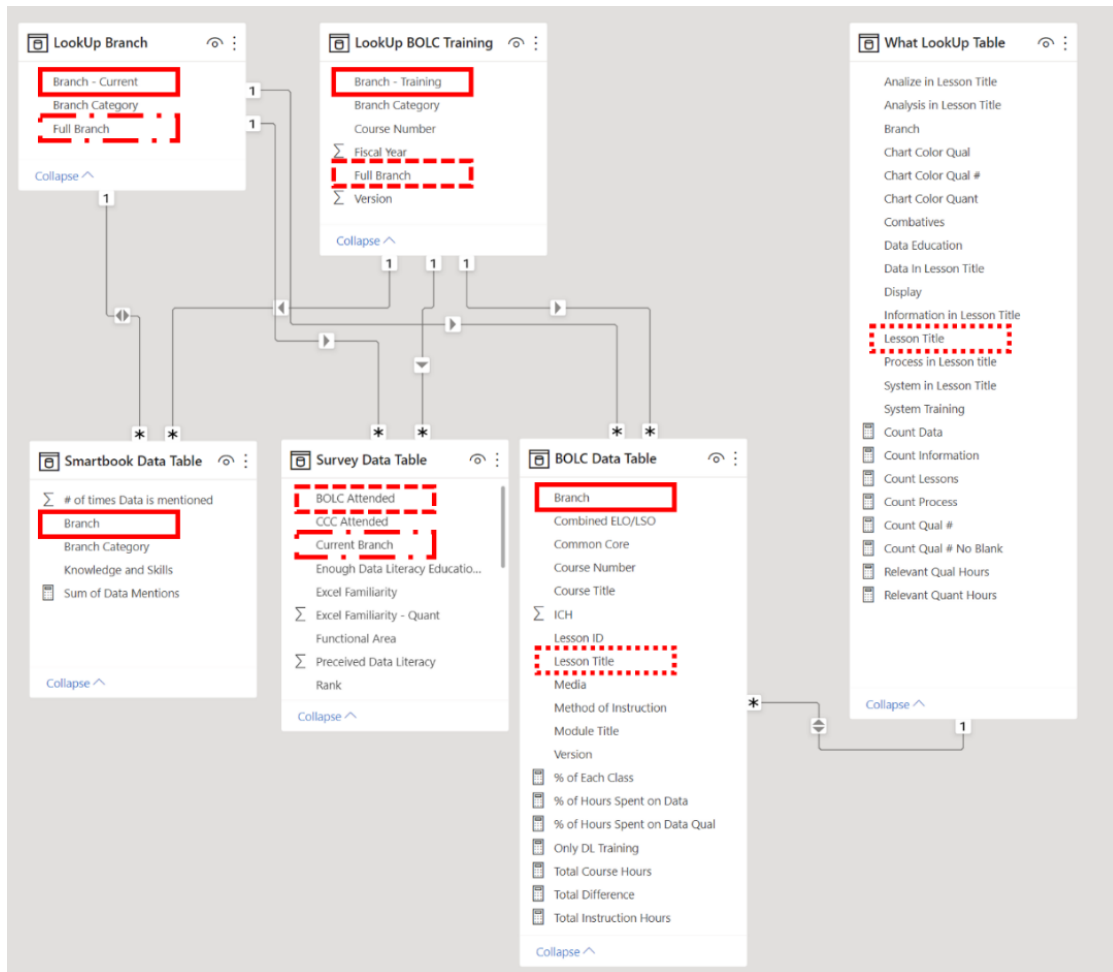 LookUp Branch
Branch - Current
Branch Category
Full Branch
Collapse
LookUp BOLC Training
Branch - Training
Branch Category
Course Number
Σ Fiscal Year
Full Branch
Σ Version
Collapse
What LookUp Table
Analize in Lesson Title
Analysis in Lesson Title
Branch
Chart Color Qual
Chart Color Qual #
Chart Color Quant
Combatives
Data Education
Data In Lesson Title
Display
Information in Lesson Title
Lesson Title
Process in Lesson title
System in Lesson Title
System Training
Count Data
Count Information
Count Lessons
Count Process
Count Qual #
Count Qual # No Blank
Relevant Qual Hours
Relevant Quant Hours
Collapse
1
1
1
1
1
1
* * * * * *
Smartbook Data Table
Σ # of times Data is mentioned
Branch
Branch Category
Knowledge and Skills
Sum of Data Mentions
Collapse
Survey Data Table
BOLC Attended
CCC Attended
Current Branch
Enough Data Literacy Educatio...
Excel Familiarity
Σ Excel Familiarity - Quant
Functional Area
Σ Preceived Data Literacy
Rank
Collapse
BOLC Data Table
Branch
Combined ELO/LSO
Common Core
Course Number
Course Title
Σ ICH
Lesson ID
Lesson Title
Media
Method of Instruction
Module Title
Version
% of Each Class
% of Hours Spent on Data
% of Hours Spent on Data Qual
Only DL Training
Total Course Hours
Total Difference
Total Instruction Hours
Collapse
*
1